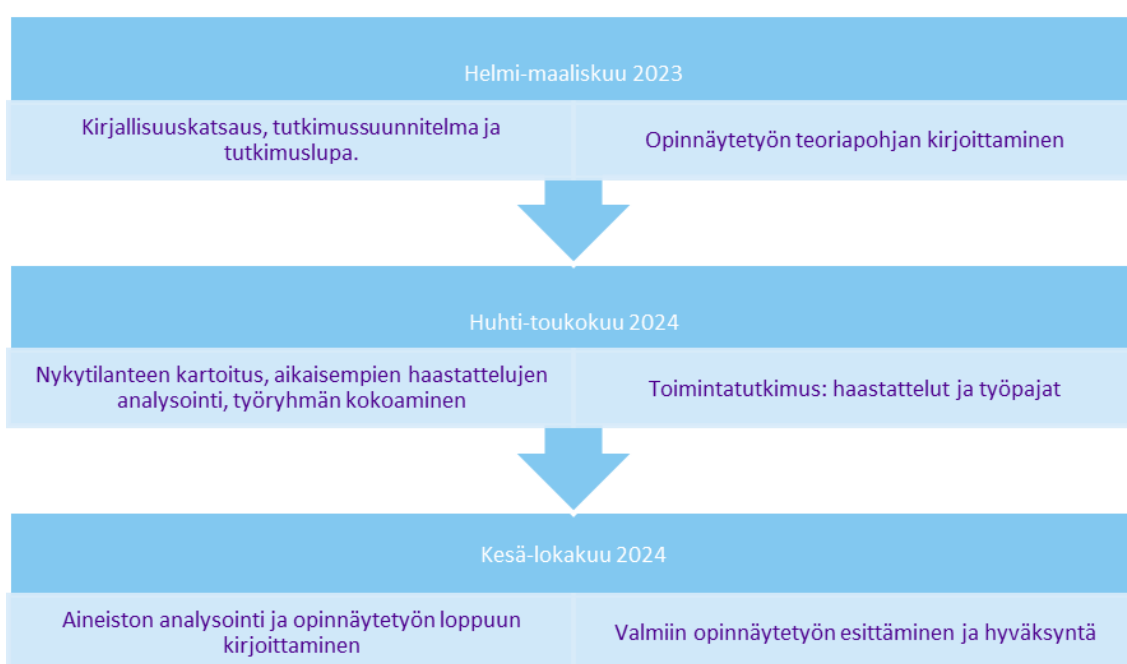 Helmi-maaliskuu 2023
Kirjallisuuskatsaus, tutkimussuunnitelma ja
tutkimuslupa.
Opinnäytetyön teoriapohjan kirjoittaminen
Huhti-toukokuu 2024
Nykytilanteen kartoitus, aikaisempien haastattelujen
analysointi, työryhmän kokoaminen
Toimintatutkimus: haastattelut ja työpajat
Kesä-lokakuu 2024
Aineiston analysointi ja opinnäytetyön loppuun
kirjoittaminen
Valmiin opinnäytetyön esittäminen ja hyväksyntä